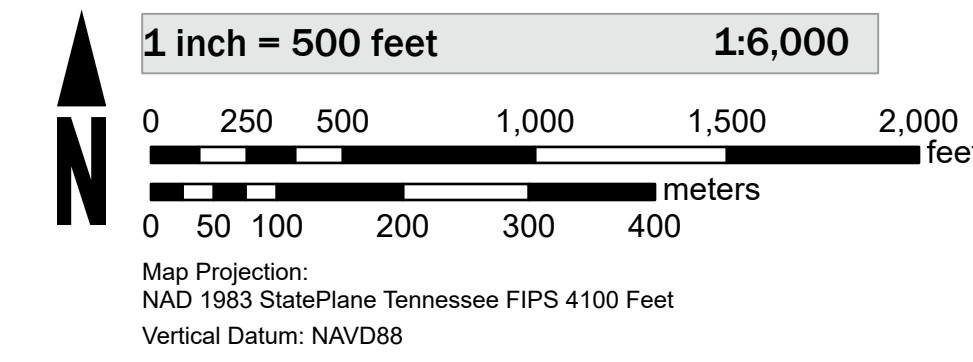 1 inch = 500 feet 1:6,000
0 250 500 1,000 1,500 2,000
feet
meters
0 50 100 200 300 400
N
Map Projection:
NAD 1983 StatePlane Tennessee FIPS 4100 Feet
Vertical Datum: NAVD88